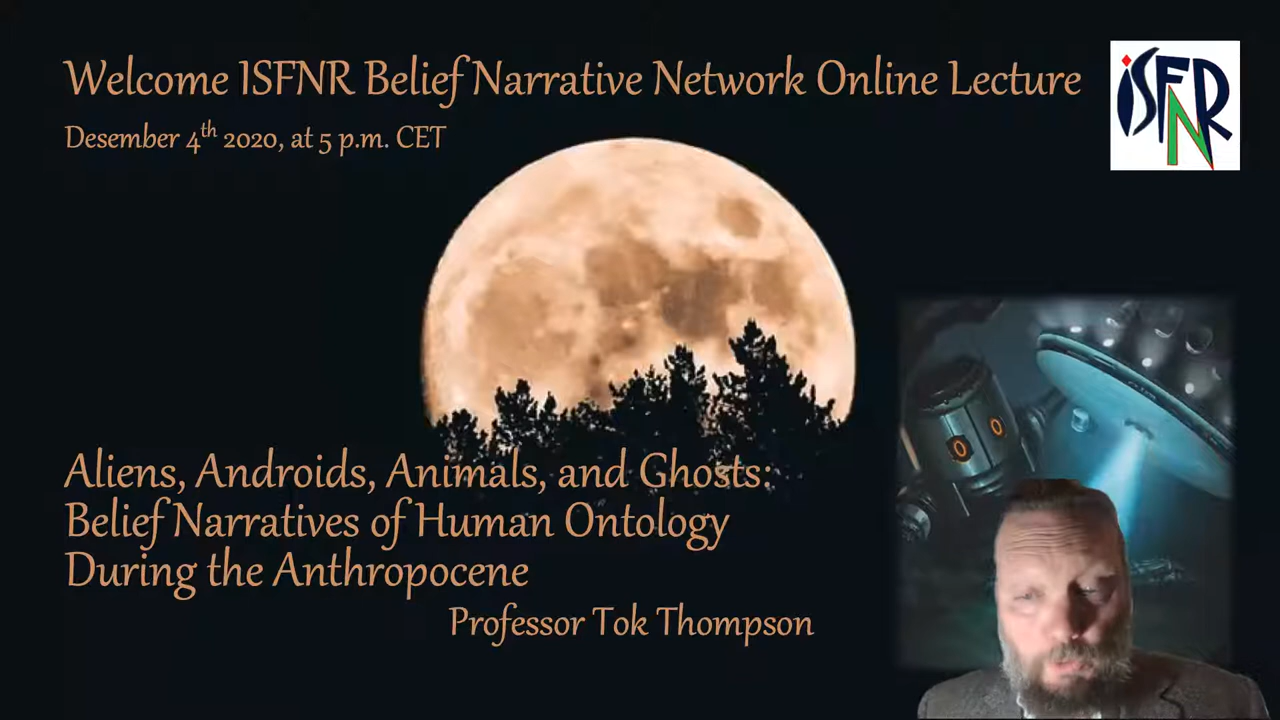 Welcome ISFNR Belief Narrative Network Online Lecture
Desember 4th 2020, at 5 p.m. CET
iSFNR
Aliens, Androids, Animals, and Ghosts:
Belief Narratives of Human Ontology
During the Anthropocene
Professor Tok Thompson